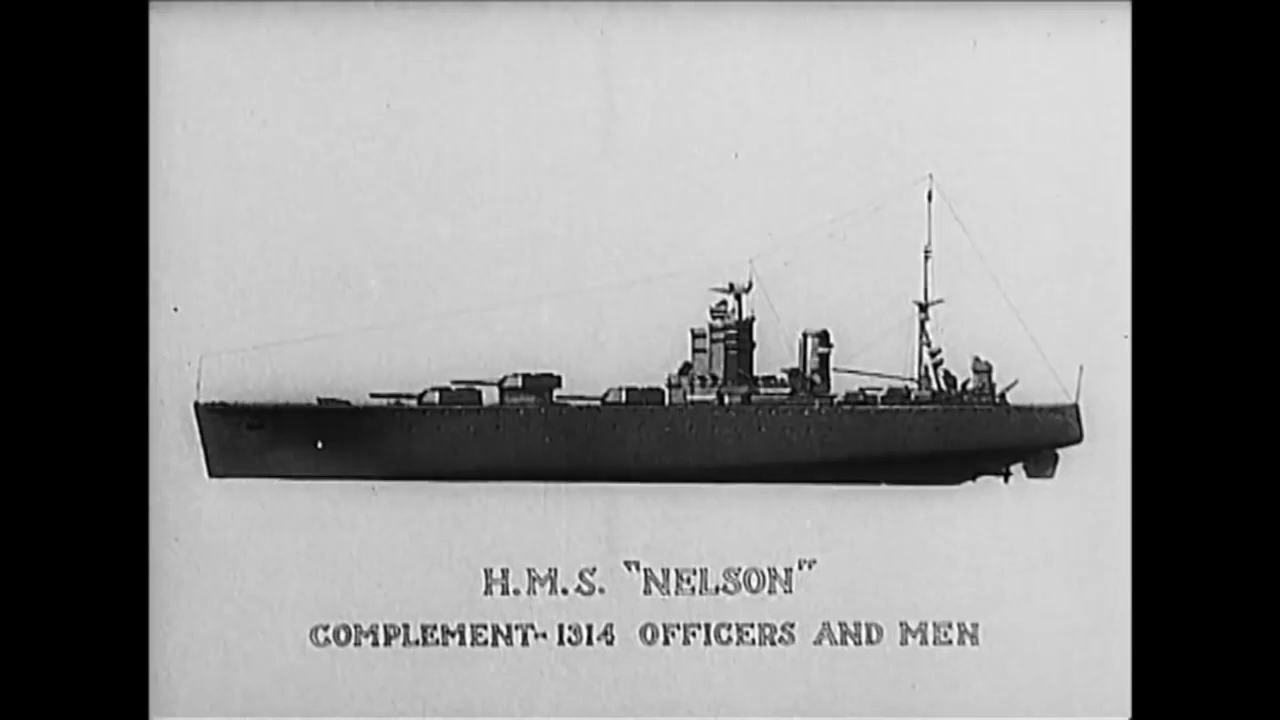 H.M.S. "NELSON"
COMPLEMENT- 1314 OFFICERS AND MEN